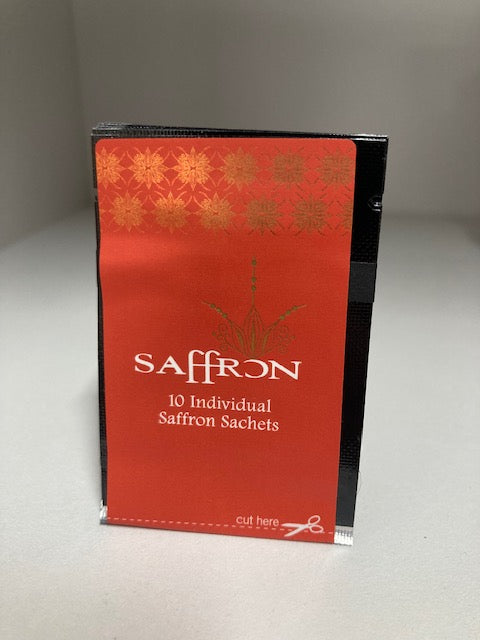 SAffRON
10 Individual
Saffron Sachets
cut here